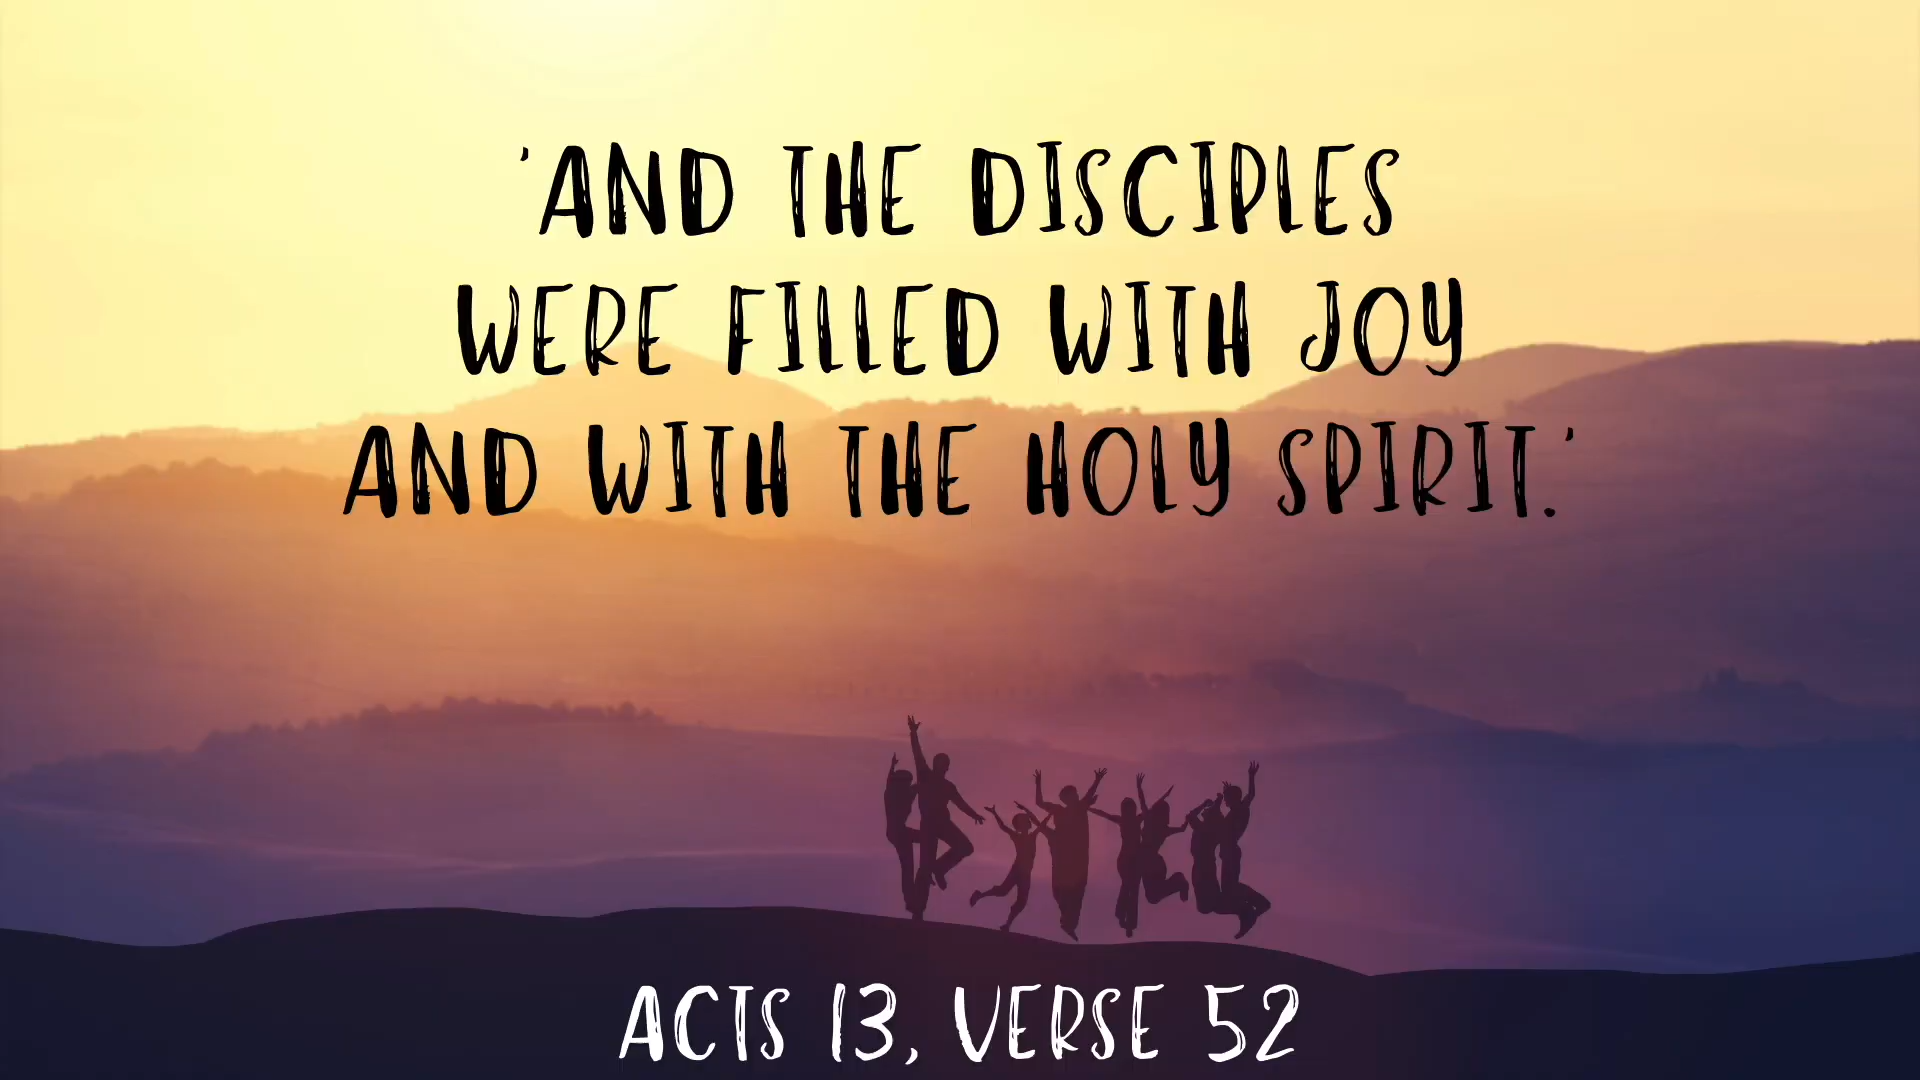 'AND THE DISCIPLES
WERE FILLED WITH JOY
AND WITH THE HOLY SPIRIT.'
ACTS 13, VERSE 52